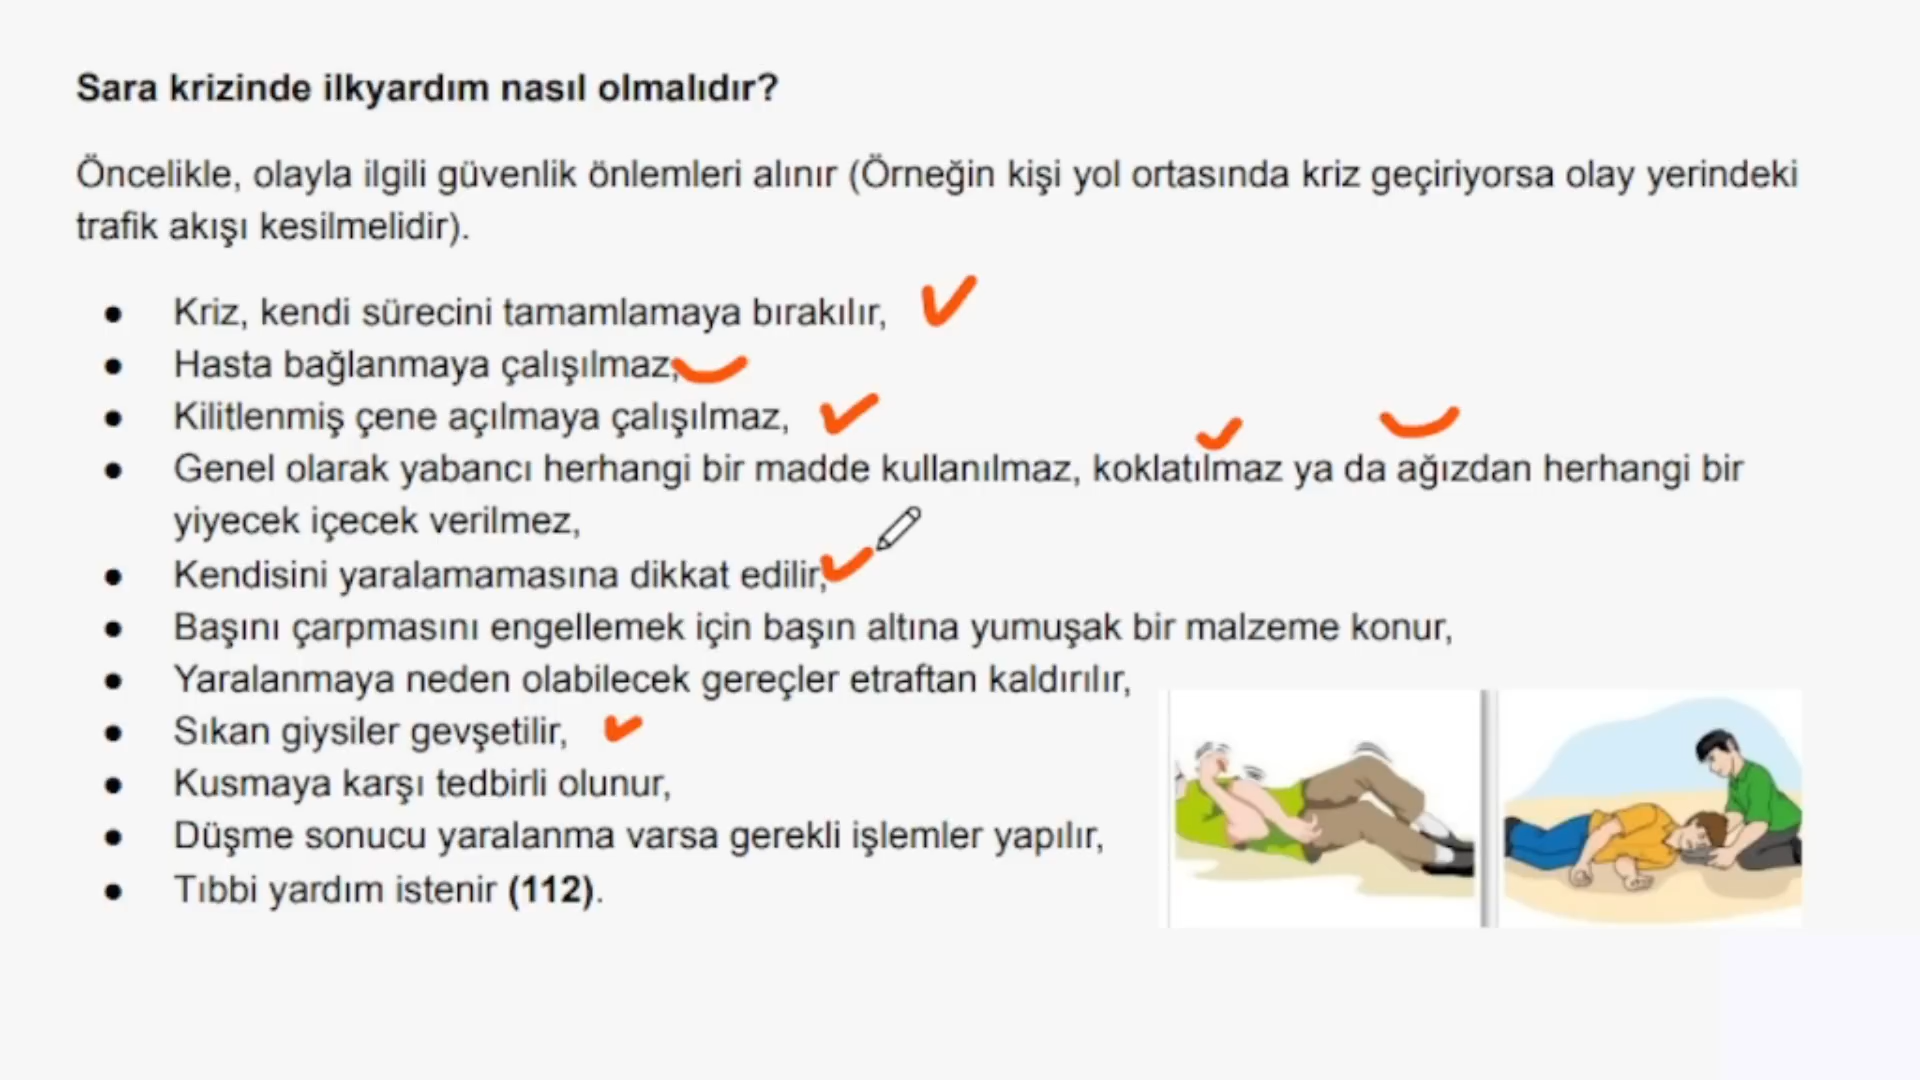 Sara krizinde ilkyardım nasıl olmalıdır?
Öncelikle, olayla ilgili güvenlik önlemleri alınır (Örneğin kişi yol ortasında kriz geçiriyorsa olay yerindeki
trafik akışı kesilmelidir).
● Kriz, kendi sürecini tamamlamaya bırakılır,
● Hasta bağlanmaya çalışılmaz,
● Kilitlenmiş çene açılmaya çalışılmaz,
● Genel olarak yabancı herhangi bir madde kullanılmaz, koklatılmaz ya da ağızdan herhangi bir
yiyecek içecek verilmez,
● Kendisini yaralamamasına dikkat edilir,
● Başını çarpmasını engellemek için başın altına yumuşak bir malzeme konur,
● Yaralanmaya neden olabilecek gereçler etraftan kaldırılır,
● Sıkan giysiler gevşetilir,
● Kusmaya karşı tedbirli olunur,
● Düşme sonucu yaralanma varsa gerekli işlemler yapılır,
● Tıbbi yardım istenir (112).